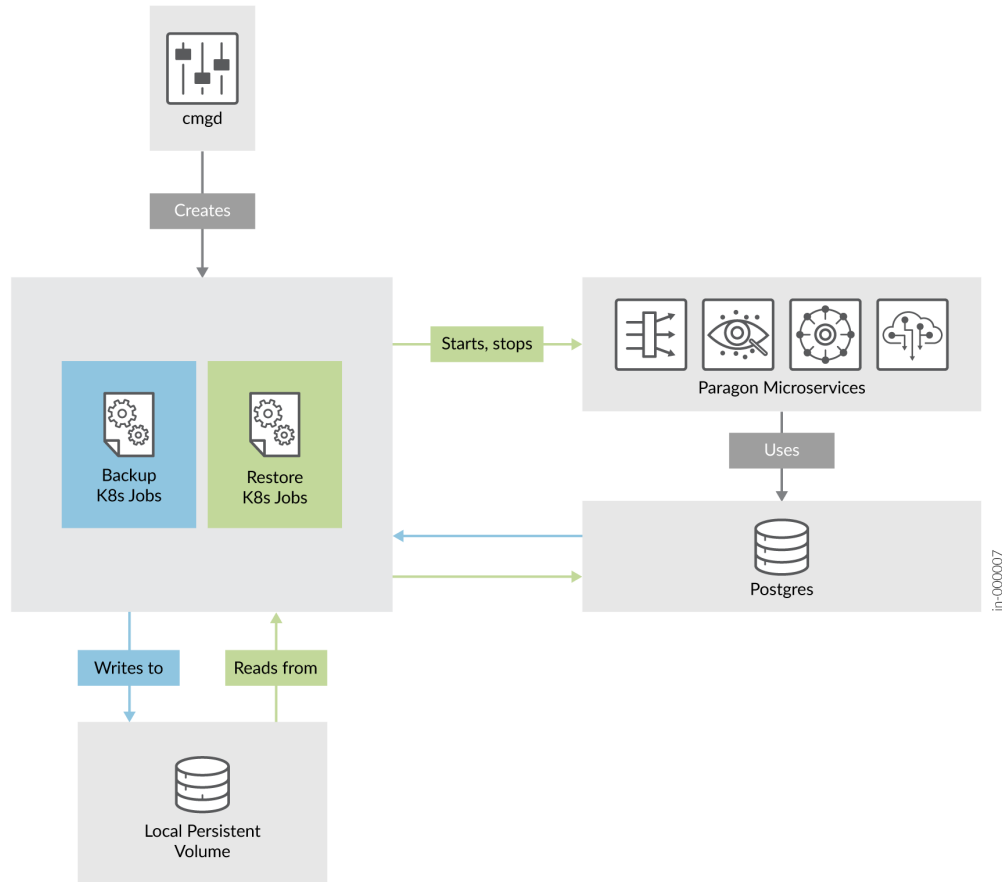 cmgd
Creates
Starts, stops
Paragon Microservices
Backup
K8s Jobs
Restore
K8s Jobs
Uses
Postgres
in-000007
Writes to
Reads from
Local Persistent
Volume